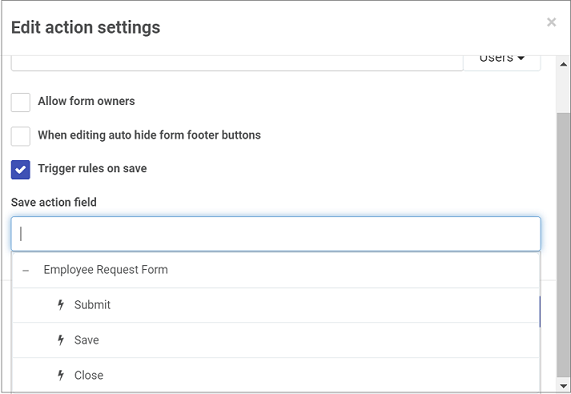 Edit action settings
×
Users
Allow form owners
When editing auto hide form footer buttons
Trigger rules on save
Save action field
Employee Request Form
Submit
Save
Close